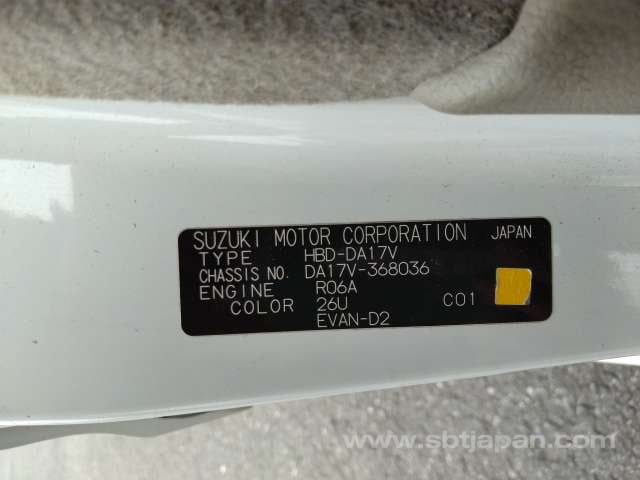 SUZUKI MOTOR CORPORATION JAPAN
TYPE HBD-DA17V
CHASSIS NO. DA17V-368036
ENGINE R06A
COLOR 26U C01
EVAN-D2
www.sbtjapan.com